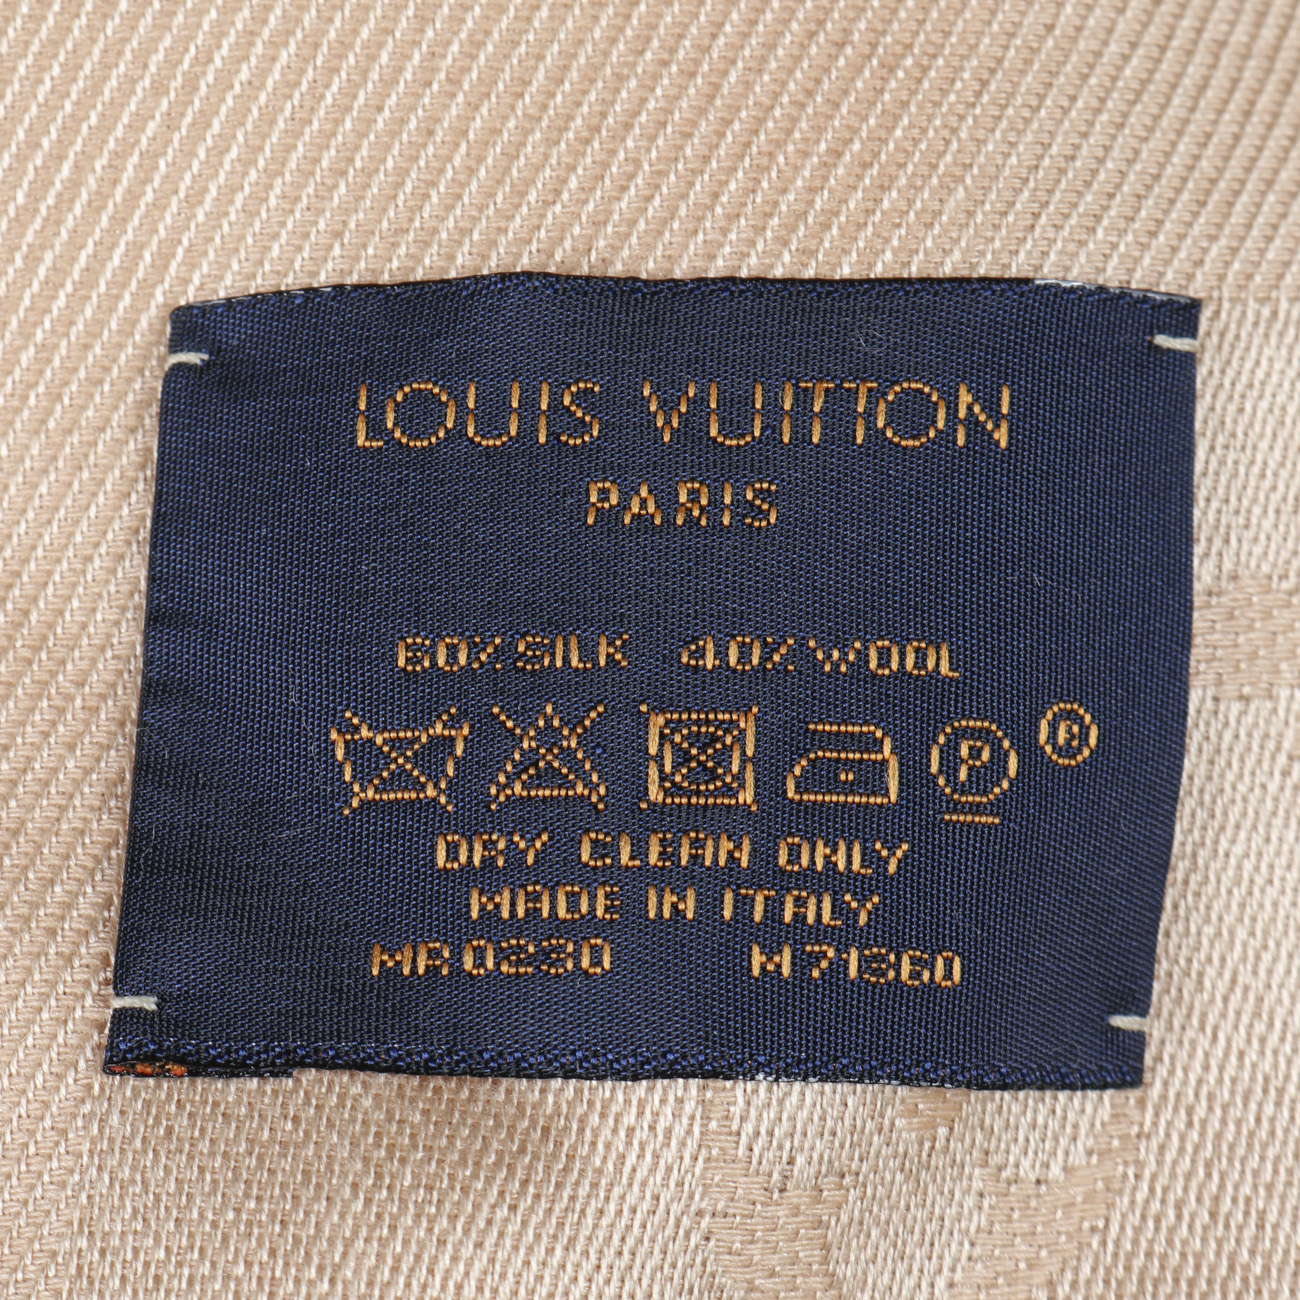 LOUIS VUITTON
PARIS
60% SILK 40% WOOL
P ®
DRY CLEAN ONLY
MADE IN ITALY
MR0230 M71360